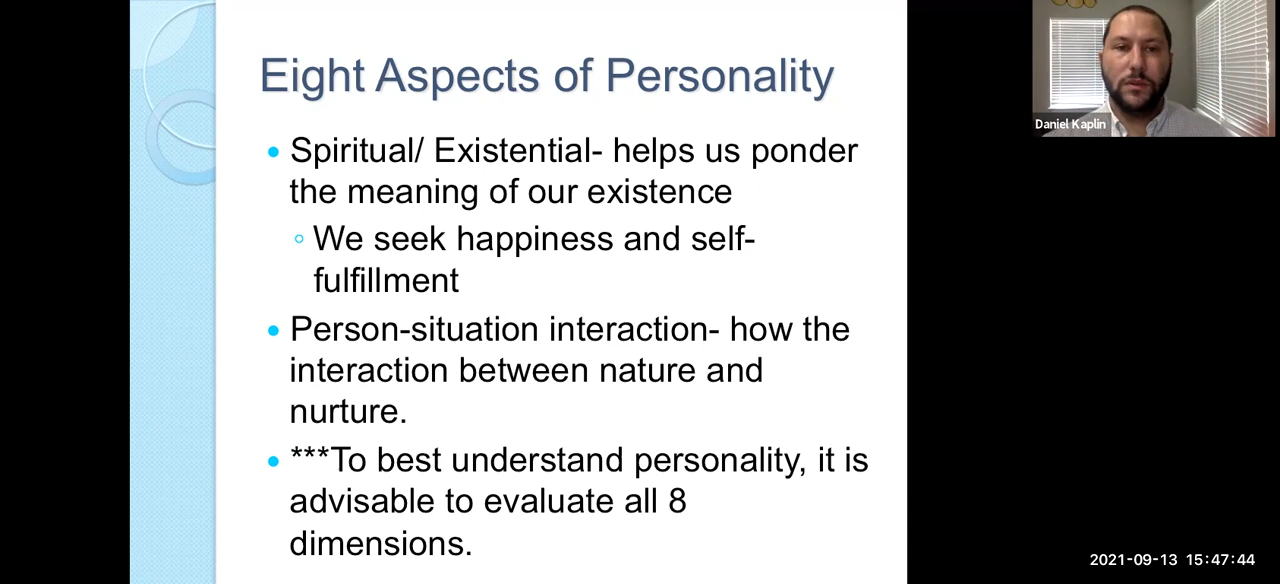 Eight Aspects of Personality
Spiritual/ Existential- helps us ponder
the meaning of our existence
We seek happiness and self-
fulfillment
Person-situation interaction- how the
interaction between nature and
nurture.
***To best understand personality, it is
advisable to evaluate all 8
dimensions.
Daniel Kaplin
2021-09-13 15:47:44